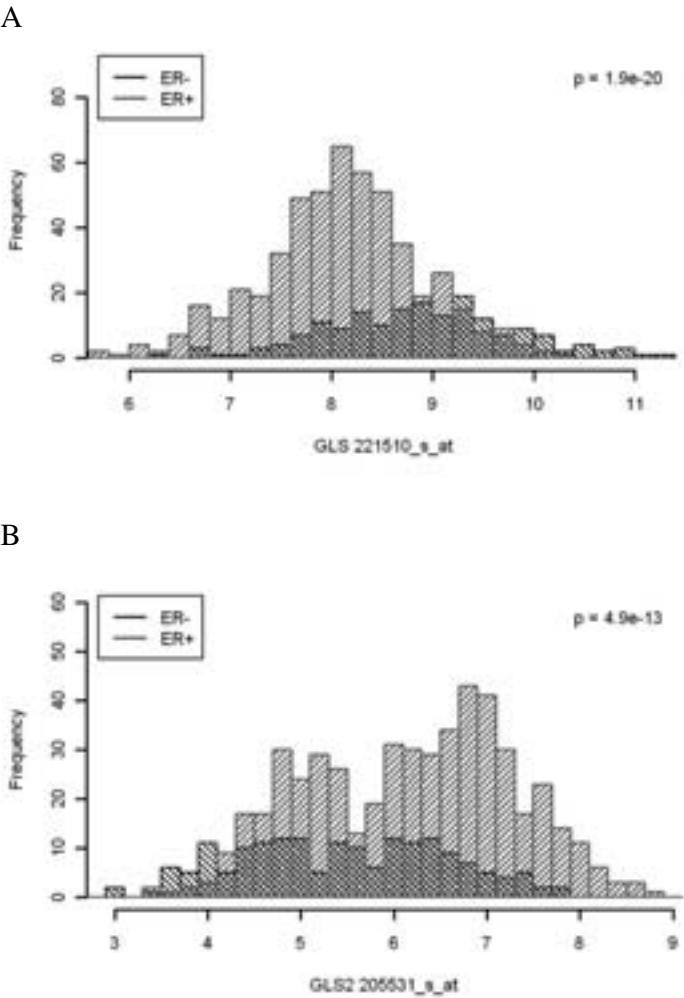 A
ER-
ER+
p = 1.9e-20
80
60
40
20
0
Frequency
6 7 8 9 10 11
GLS 221510_s_at
B
ER-
ER+
p = 4.9e-13
60
50
40
30
20
10
0
Frequency
3 4 5 6 7 8 9
GLS2 205531_s_at